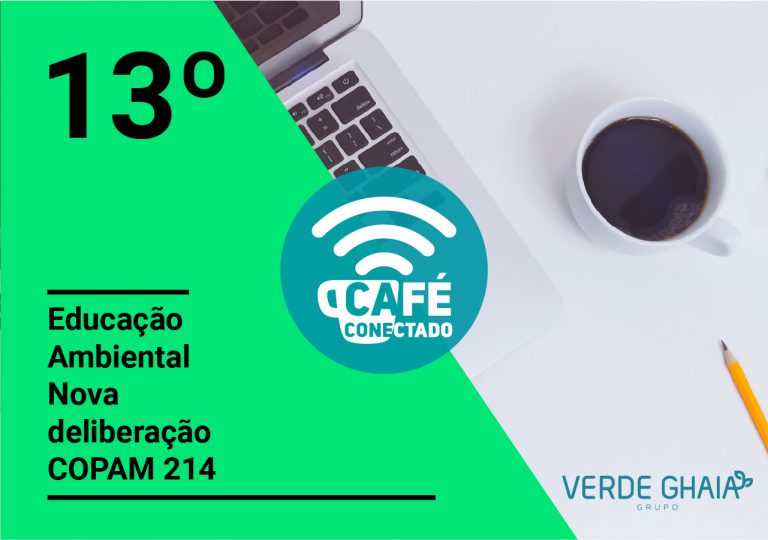 13º
CAFÉ
CONECTADO
Educação
Ambiental
Nova
deliberação
COPAM 214
VERDE GHAIA
GRUPO